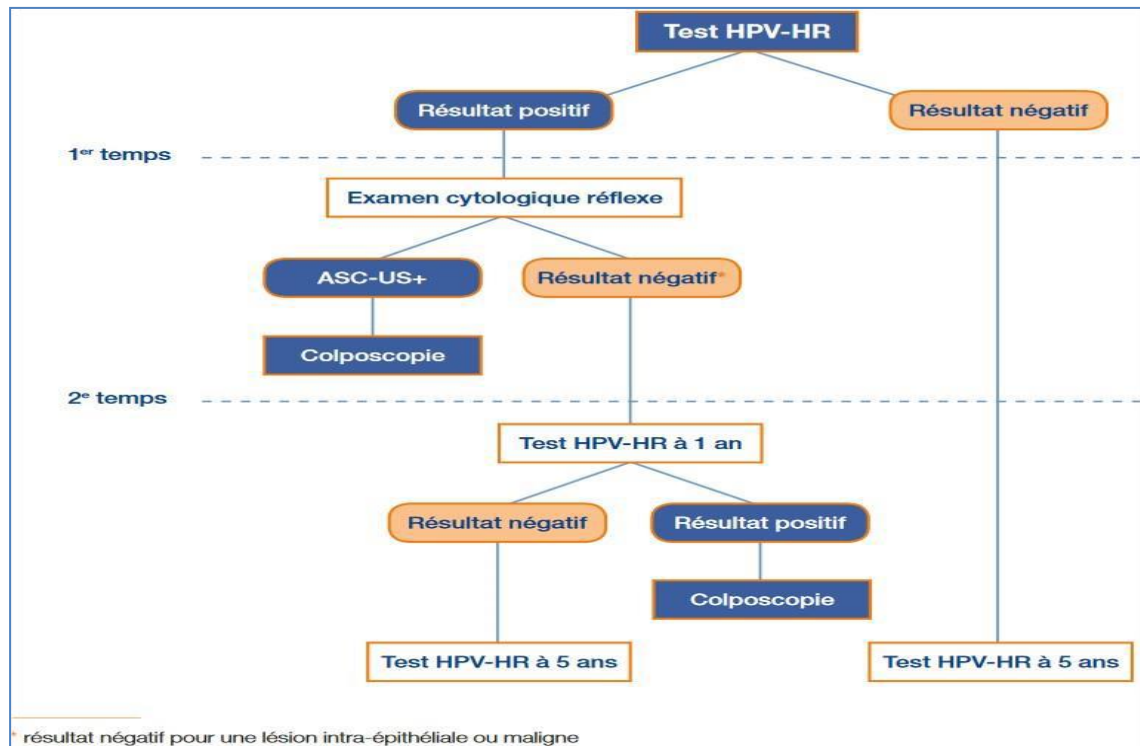 Test HPV-HR
Résultat positif
Résultat négatif
1er temps
Examen cytologique réflexe
ASC-US+
Résultat négatif*
Colposcopie
2e temps
Test HPV-HR à 1 an
Résultat négatif
Résultat positif
Colposcopie
Test HPV-HR à 5 ans
Test HPV-HR à 5 ans
* résultat négatif pour une lésion intra-épithéliale ou maligne